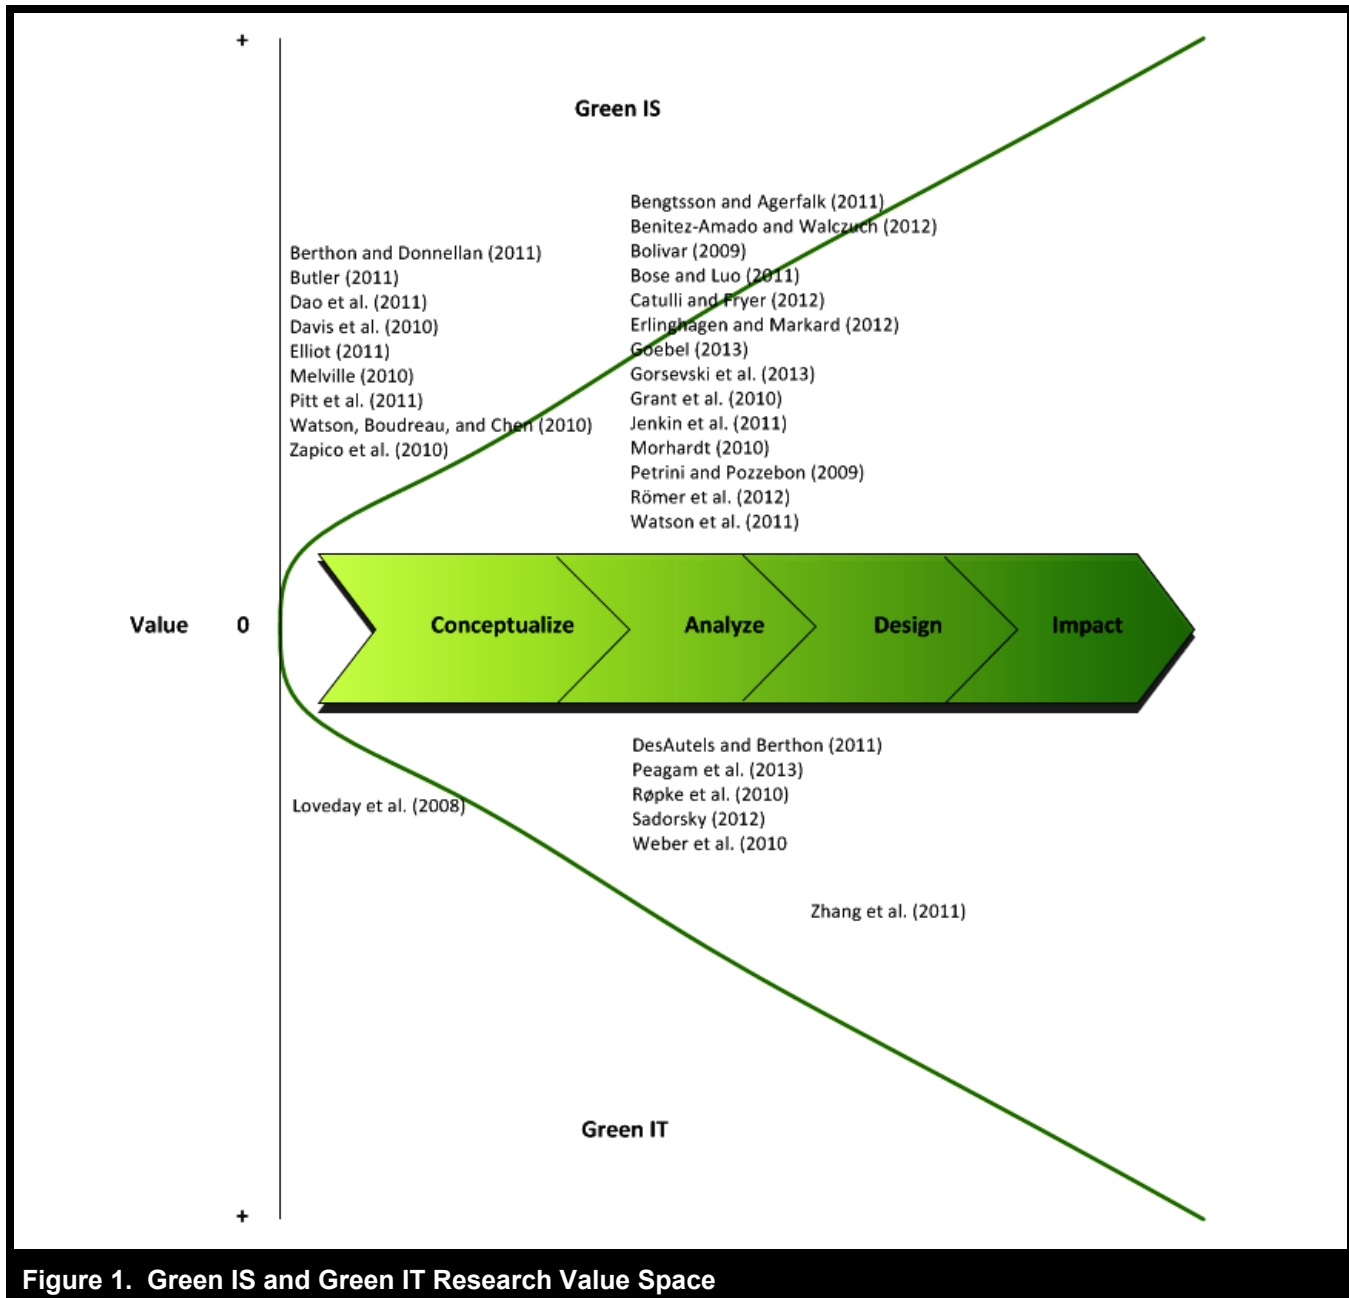 +
Green IS
Bengtsson and Agerfalk (2011)
Benitez-Amado and Walczuch (2012)
Bolivar (2009)
Bose and Luo (2011)
Catulli and Fryer (2012)
Erlinghagen and Markard (2012)
Goebel (2013)
Gorsevski et al. (2013)
Grant et al. (2010)
Jenkin et al. (2011)
Morhardt (2010)
Petrini and Pozzebon (2009)
Römer et al. (2012)
Watson et al. (2011)
Berthon and Donnellan (2011)
Butler (2011)
Dao et al. (2011)
Davis et al. (2010)
Elliot (2011)
Melville (2010)
Pitt et al. (2011)
Watson, Boudreau, and Chen (2010)
Zapico et al. (2010)
Value 0 Conceptualize Analyze Design Impact
DesAutels and Berthon (2011)
Peagam et al. (2013)
Røpke et al. (2010)
Sadorsky (2012)
Weber et al. (2010
Loveday et al. (2008)
Zhang et al. (2011)
Green IT
+
Figure 1. Green IS and Green IT Research Value Space